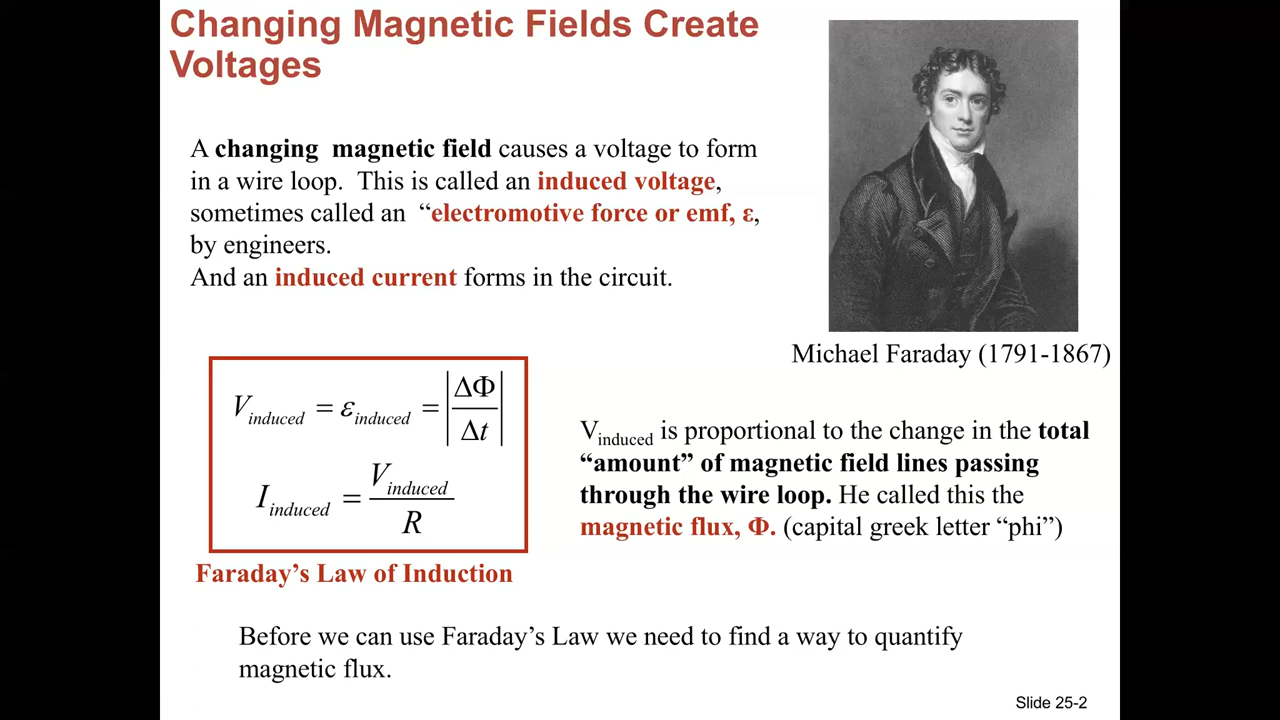 Changing Magnetic Fields Create
Voltages
A changing magnetic field causes a voltage to form
in a wire loop. This is called an induced voltage,
sometimes called an “electromotive force or emf, ε,
by engineers.
And an induced current forms in the circuit.
Michael Faraday (1791-1867)
V_induced = ε_induced = |ΔΦ/Δt|
I_induced = V_induced/R
Faraday’s Law of Induction
V_induced is proportional to the change in the total
“amount” of magnetic field lines passing
through the wire loop. He called this the
magnetic flux, Φ. (capital greek letter “phi”)
Before we can use Faraday’s Law we need to find a way to quantify
magnetic flux.
Slide 25-2